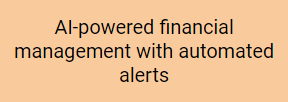 AI-powered financial
management with automated
alerts